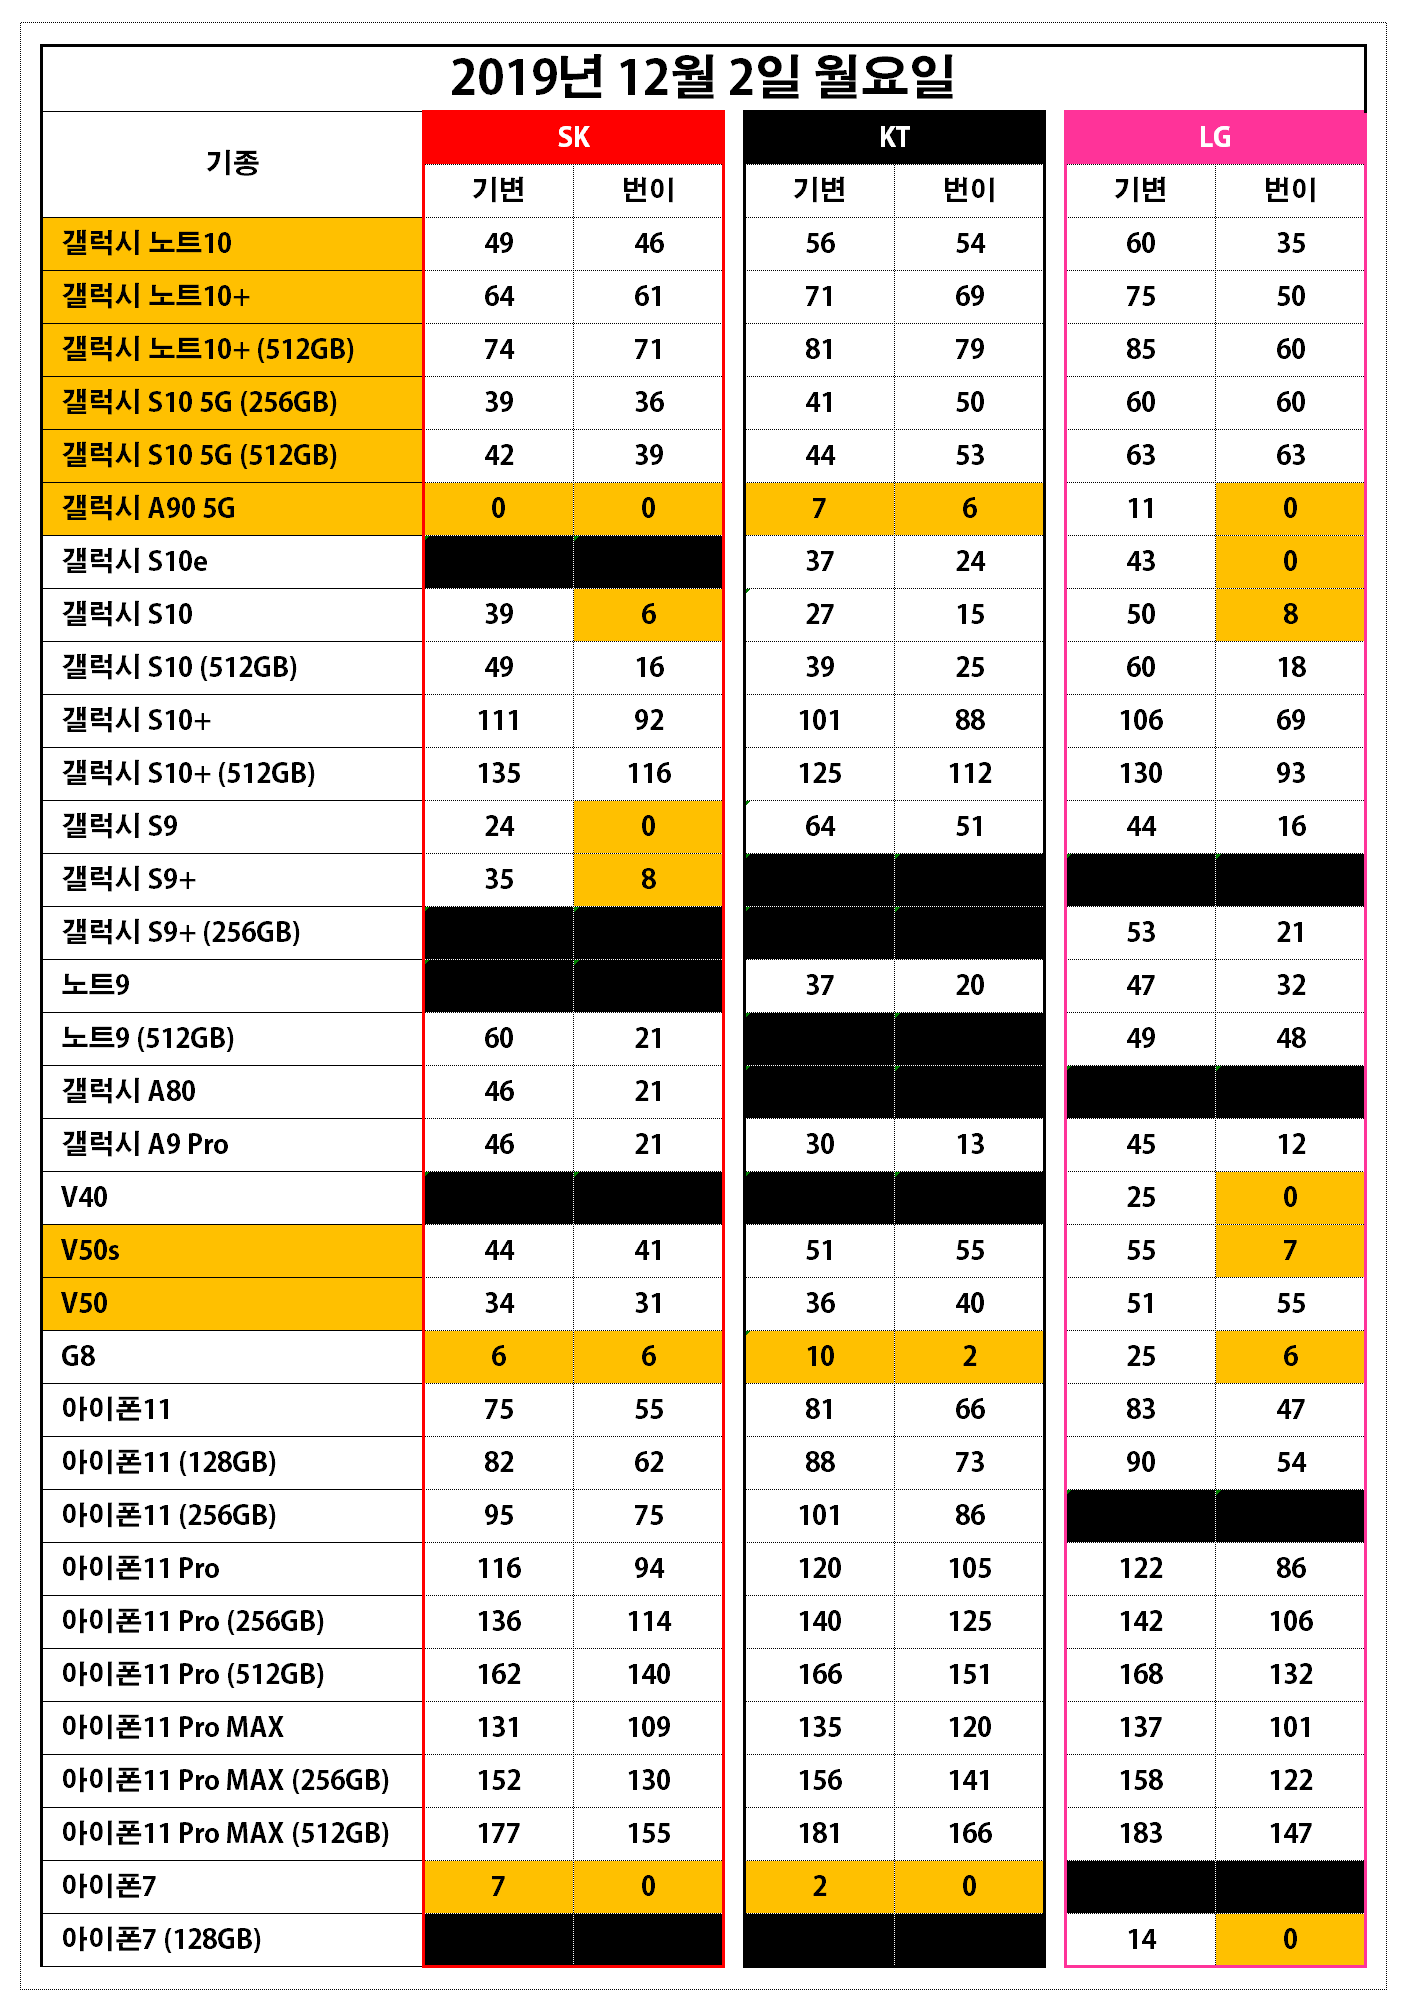 2019년 12월 2일 월요일
기종 SK KT LG
기변 번이 기변 번이 기변 번이
갤럭시 노트10 49 46 56 54 60 35
갤럭시 노트10+ 64 61 71 69 75 50
갤럭시 노트10+ (512GB) 74 71 81 79 85 60
갤럭시 S10 5G (256GB) 39 36 41 50 60 60
갤럭시 S10 5G (512GB) 42 39 44 53 63 63
갤럭시 A90 5G 0 0 7 6 11 0
갤럭시 S10e 37 24 43 0
갤럭시 S10 39 6 27 15 50 8
갤럭시 S10 (512GB) 49 16 39 25 60 18
갤럭시 S10+ 111 92 101 88 106 69
갤럭시 S10+ (512GB) 135 116 125 112 130 93
갤럭시 S9 24 0 64 51 44 16
갤럭시 S9+ 35 8
갤럭시 S9+ (256GB) 53 21
노트9 37 20 47 32
노트9 (512GB) 60 21 49 48
갤럭시 A80 46 21
갤럭시 A9 Pro 46 21 30 13 45 12
V40 25 0
V50s 44 41 51 55 55 7
V50 34 31 36 40 51 55
G8 6 6 10 2 25 6
아이폰11 75 55 81 66 83 47
아이폰11 (128GB) 82 62 88 73 90 54
아이폰11 (256GB) 95 75 101 86
아이폰11 Pro 116 94 120 105 122 86
아이폰11 Pro (256GB) 136 114 140 125 142 106
아이폰11 Pro (512GB) 162 140 166 151 168 132
아이폰11 Pro MAX 131 109 135 120 137 101
아이폰11 Pro MAX (256GB) 152 130 156 141 158 122
아이폰11 Pro MAX (512GB) 177 155 181 166 183 147
아이폰7 7 0 2 0
아이폰7 (128GB) 14 0